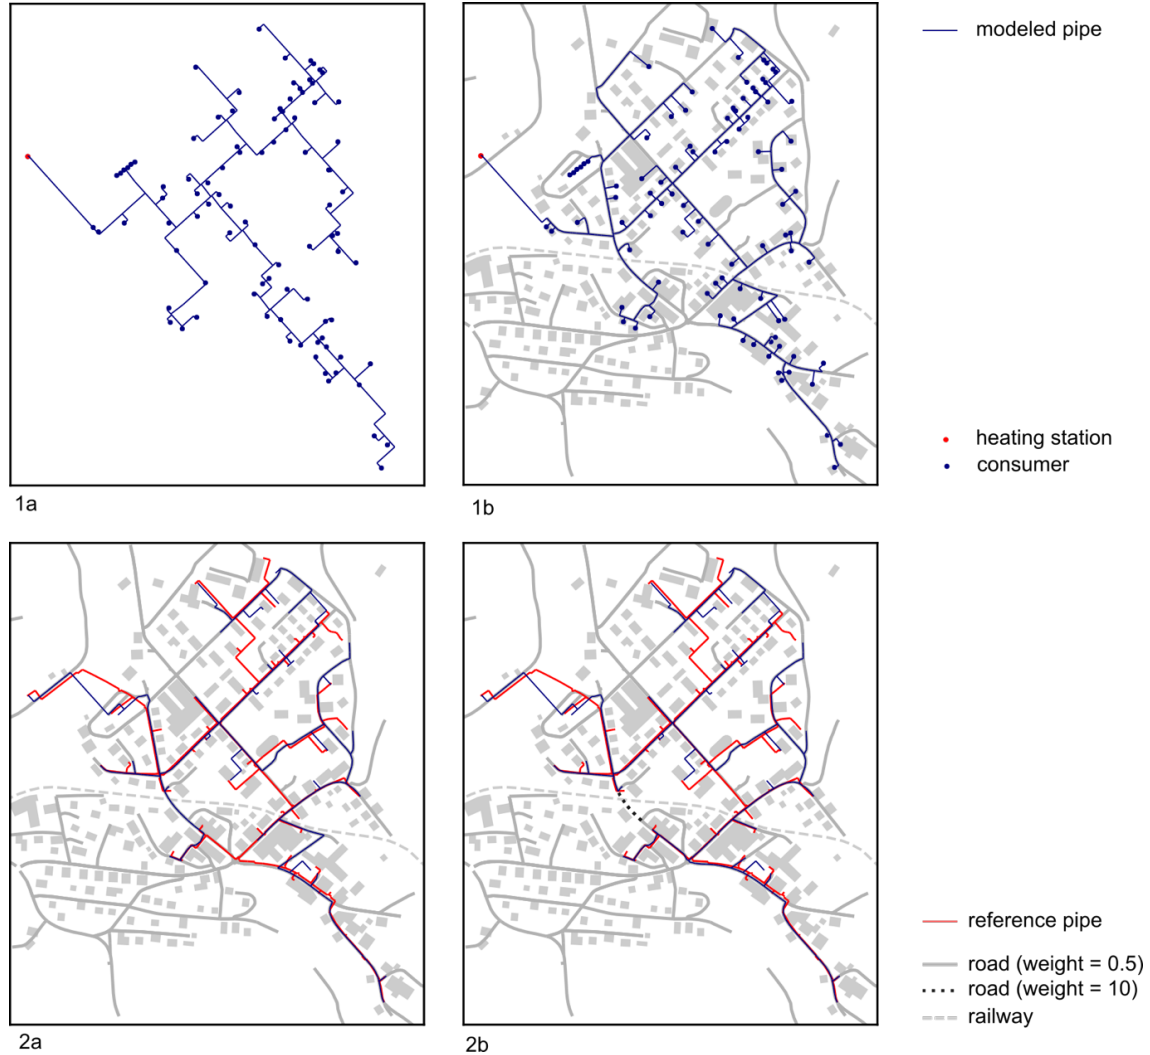 modeled pipe
heating station
consumer
1a
1b
reference pipe
road (weight = 0.5)
road (weight = 10)
railway
2a
2b